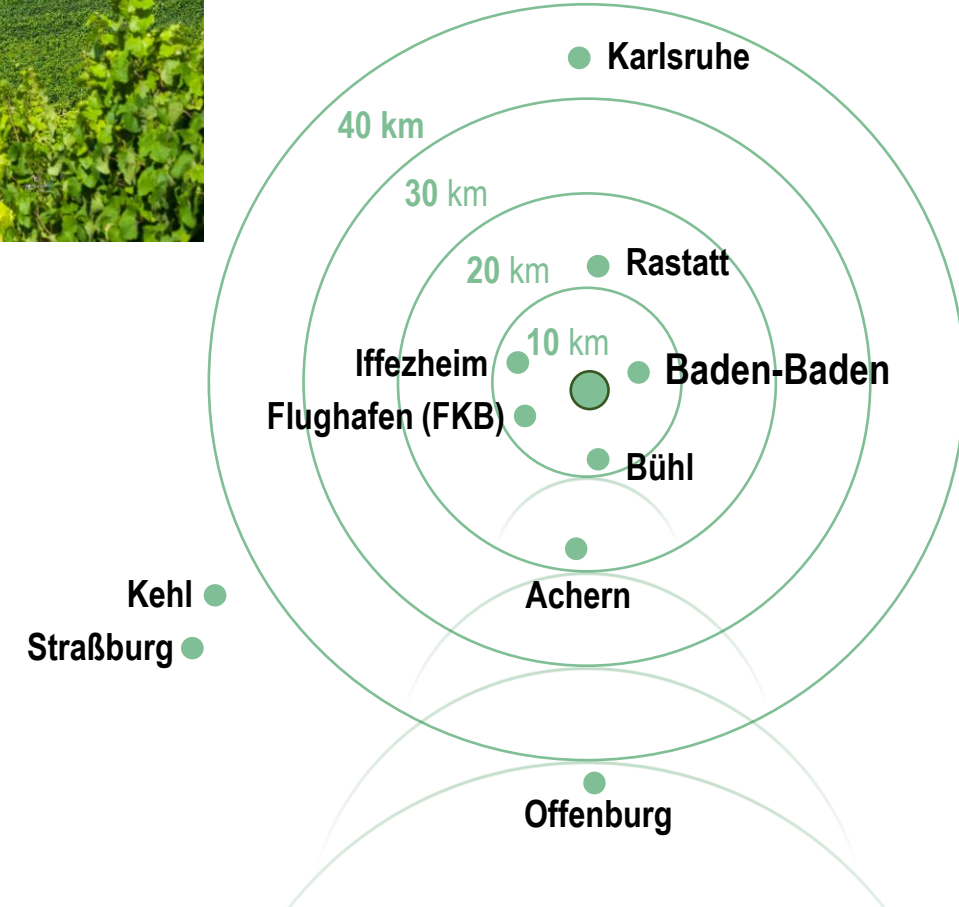 Karlsruhe
40 km
30 km
Rastatt
20 km
10 km
Iffezheim
Baden-Baden
Flughafen (FKB)
Bühl
Kehl
Achern
Straßburg
Offenburg